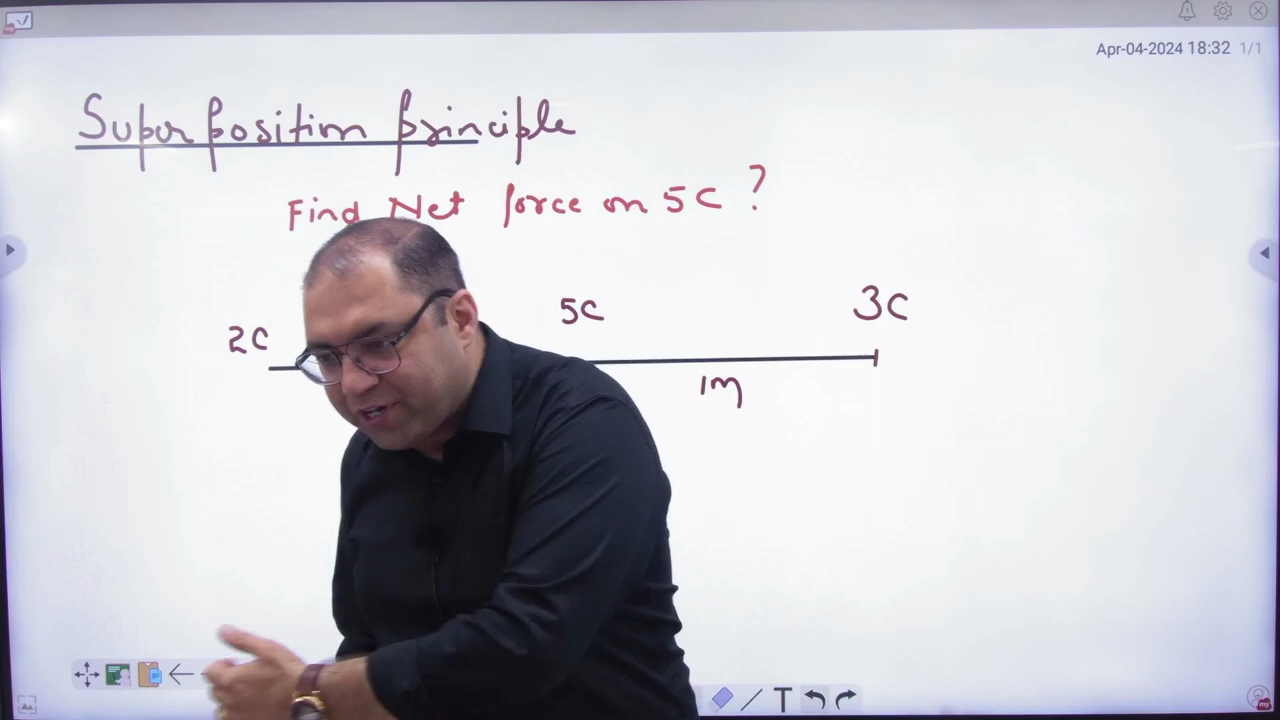 Apr-04-2024 18:32 1/1
Superposition principle
Find Net force on 5C ?
2C 5C 3C
1m
T